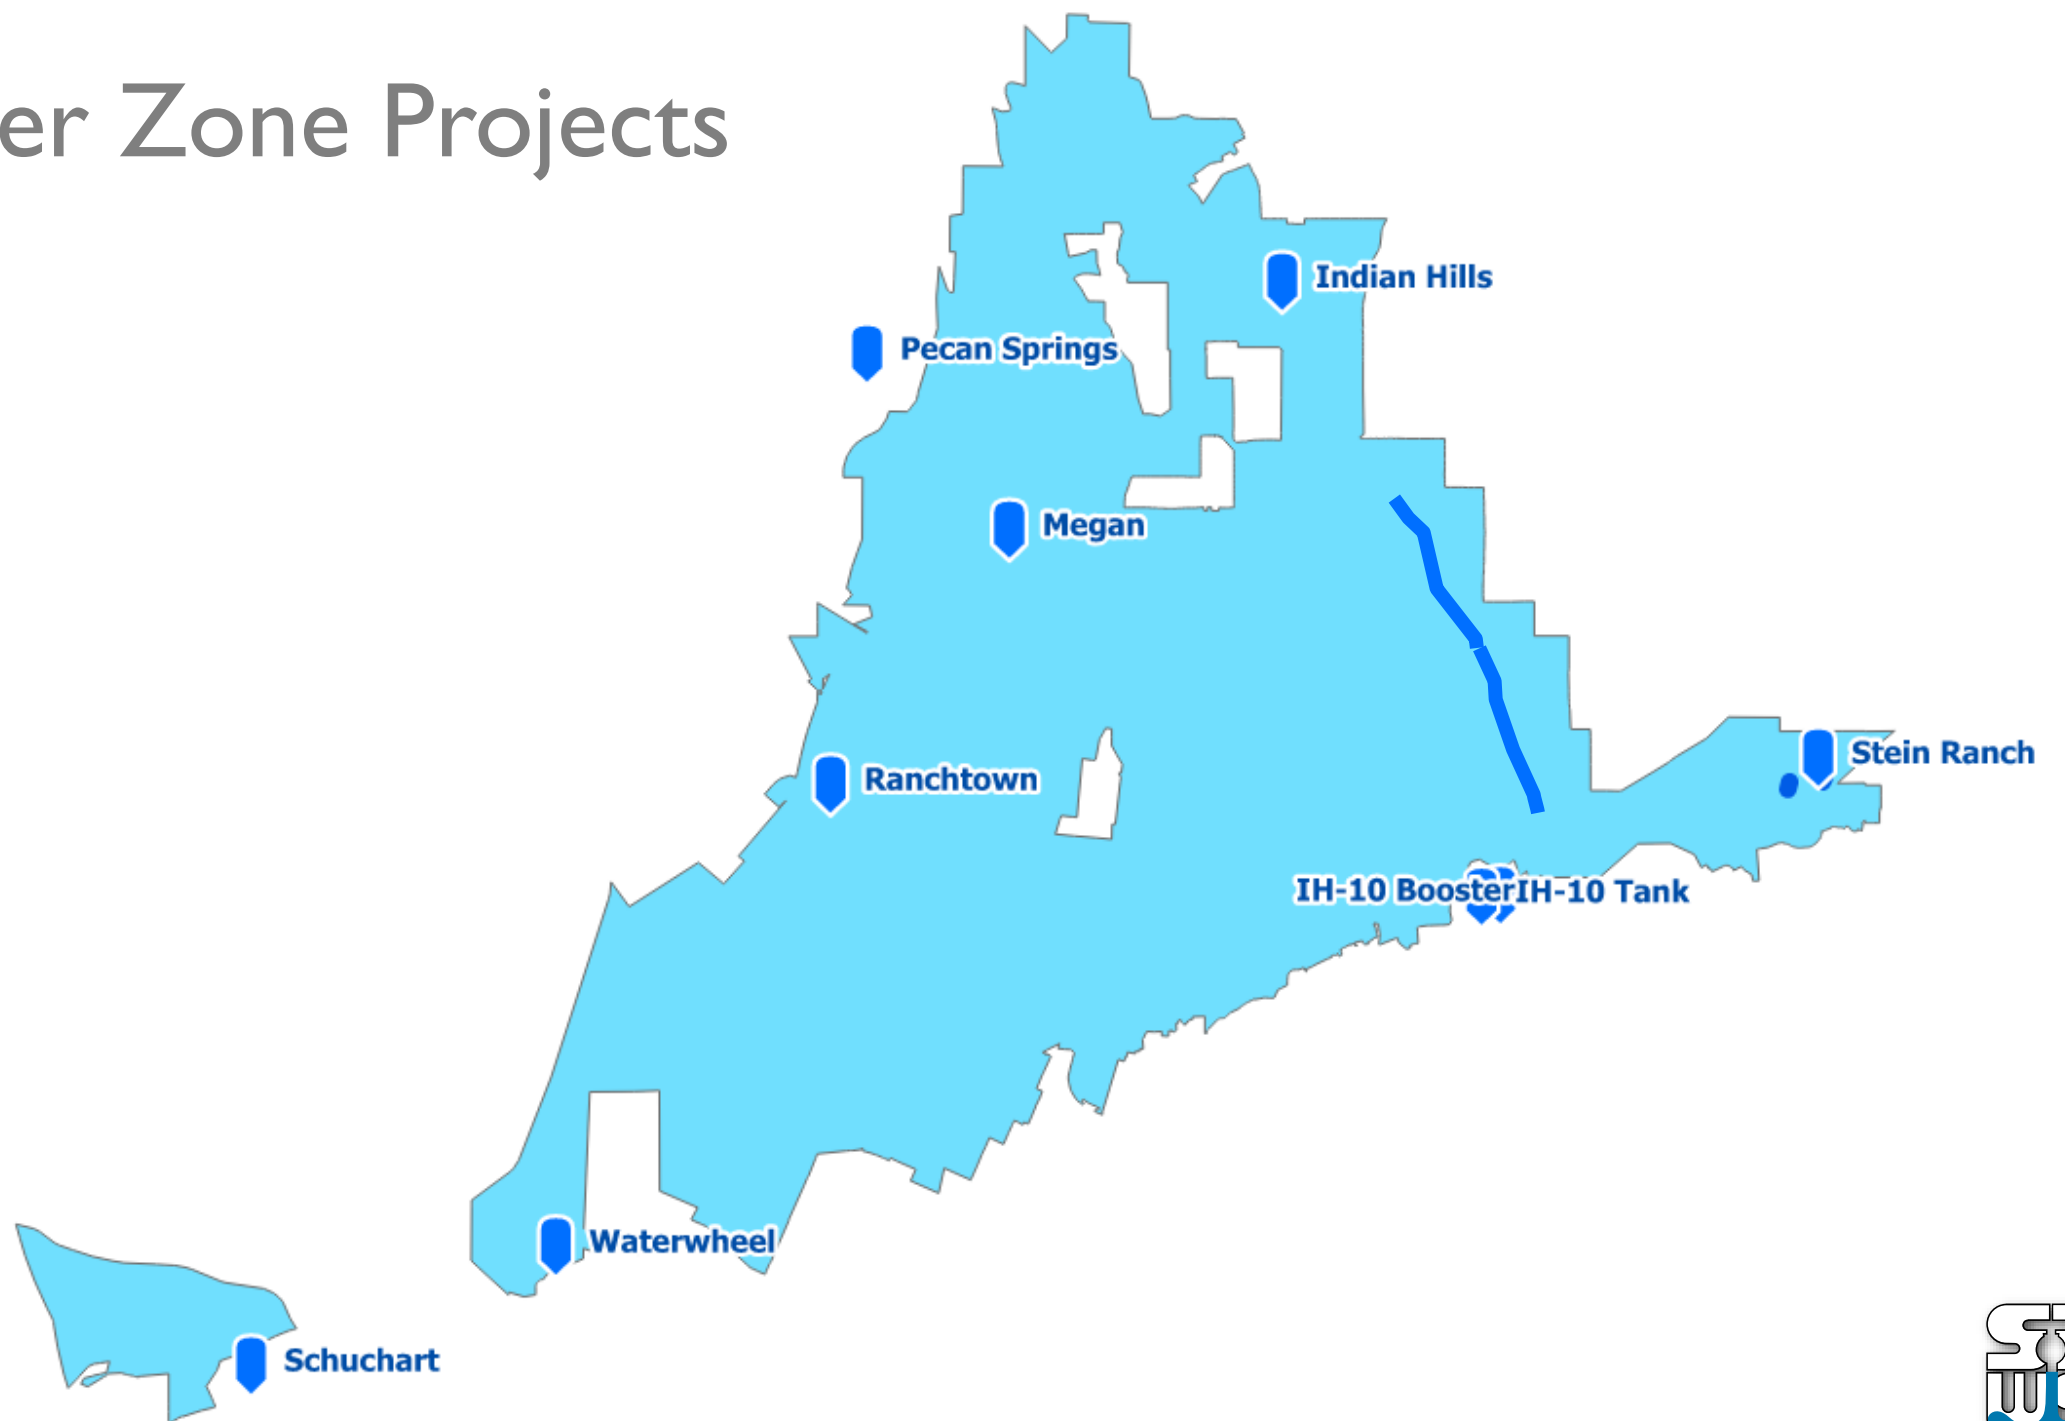 er Zone Projects
Indian Hills
Pecan Springs
Megan
Stein Ranch
Ranchtown
IH-10 Booster
IH-10 Tank
Waterwheel
Schuchart